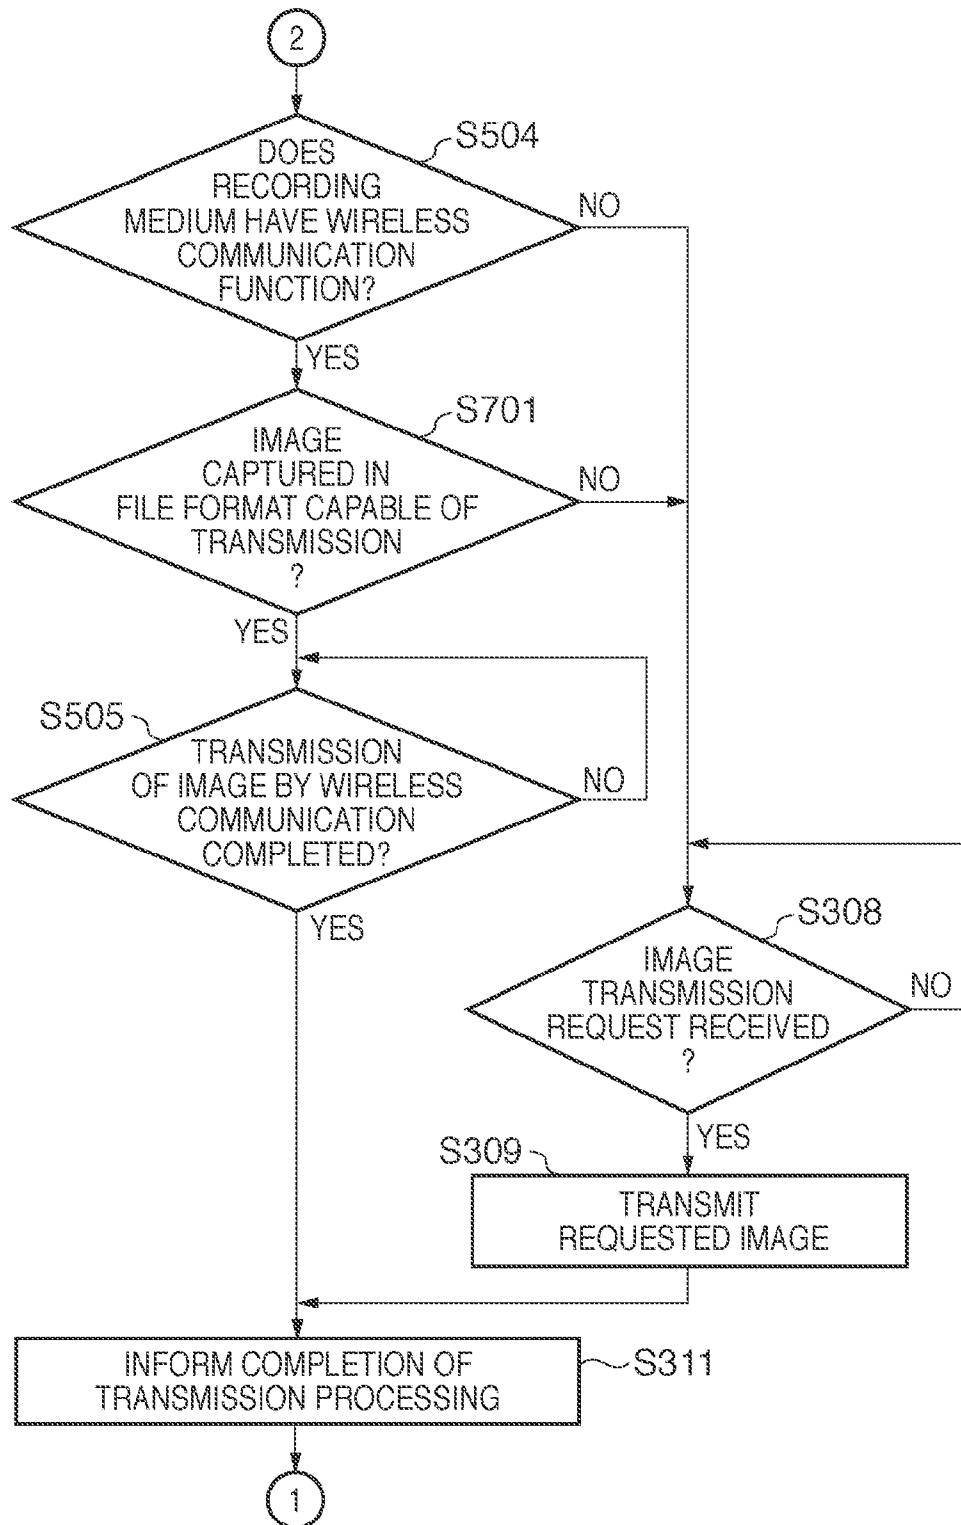 2
S504
DOES
RECORDING
MEDIUM HAVE WIRELESS
COMMUNICATION
FUNCTION?
NO
YES
S701
IMAGE
CAPTURED IN
FILE FORMAT CAPABLE OF
TRANSMISSION
?
NO
YES
S505
TRANSMISSION
OF IMAGE BY WIRELESS
COMMUNICATION
COMPLETED?
NO
YES
S308
IMAGE
TRANSMISSION
REQUEST RECEIVED
?
NO
YES
S309
TRANSMIT
REQUESTED IMAGE
INFORM COMPLETION OF
TRANSMISSION PROCESSING
S311
1